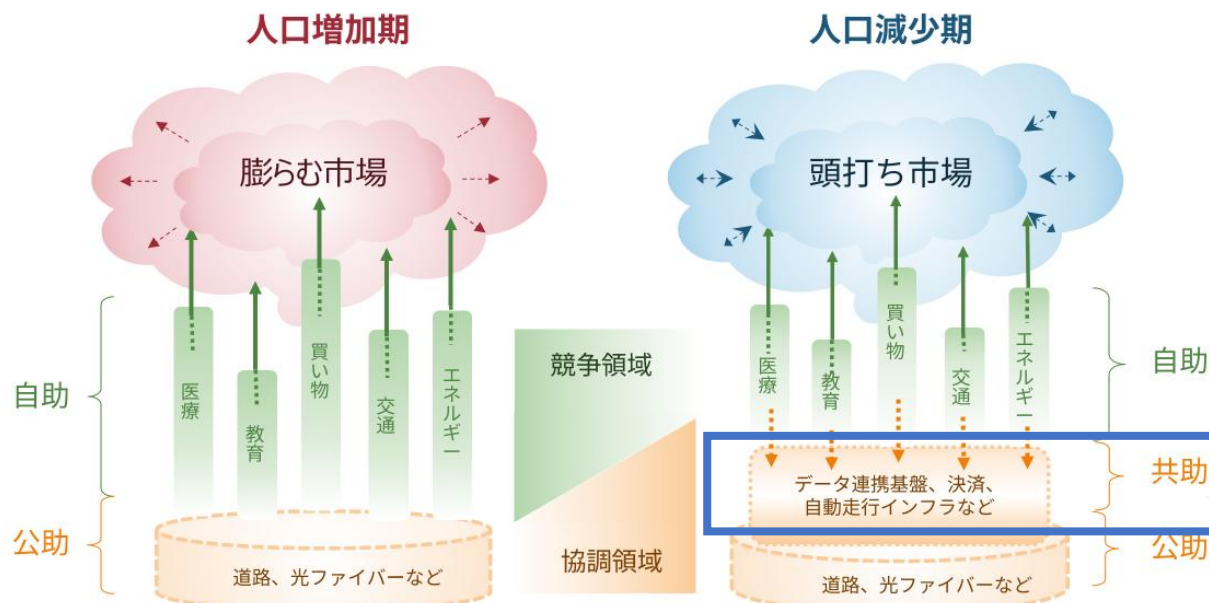 人口増加期
人口減少期
膨らむ市場
頭打ち市場
自助
医療
教育
買い物
交通
エネルギー
公助
道路、光ファイバーなど
競争領域
協調領域
医療
教育
買い物
交通
エネルギー
自助
データ連携基盤、決済、
自動走行インフラなど
共助
公助
道路、光ファイバーなど